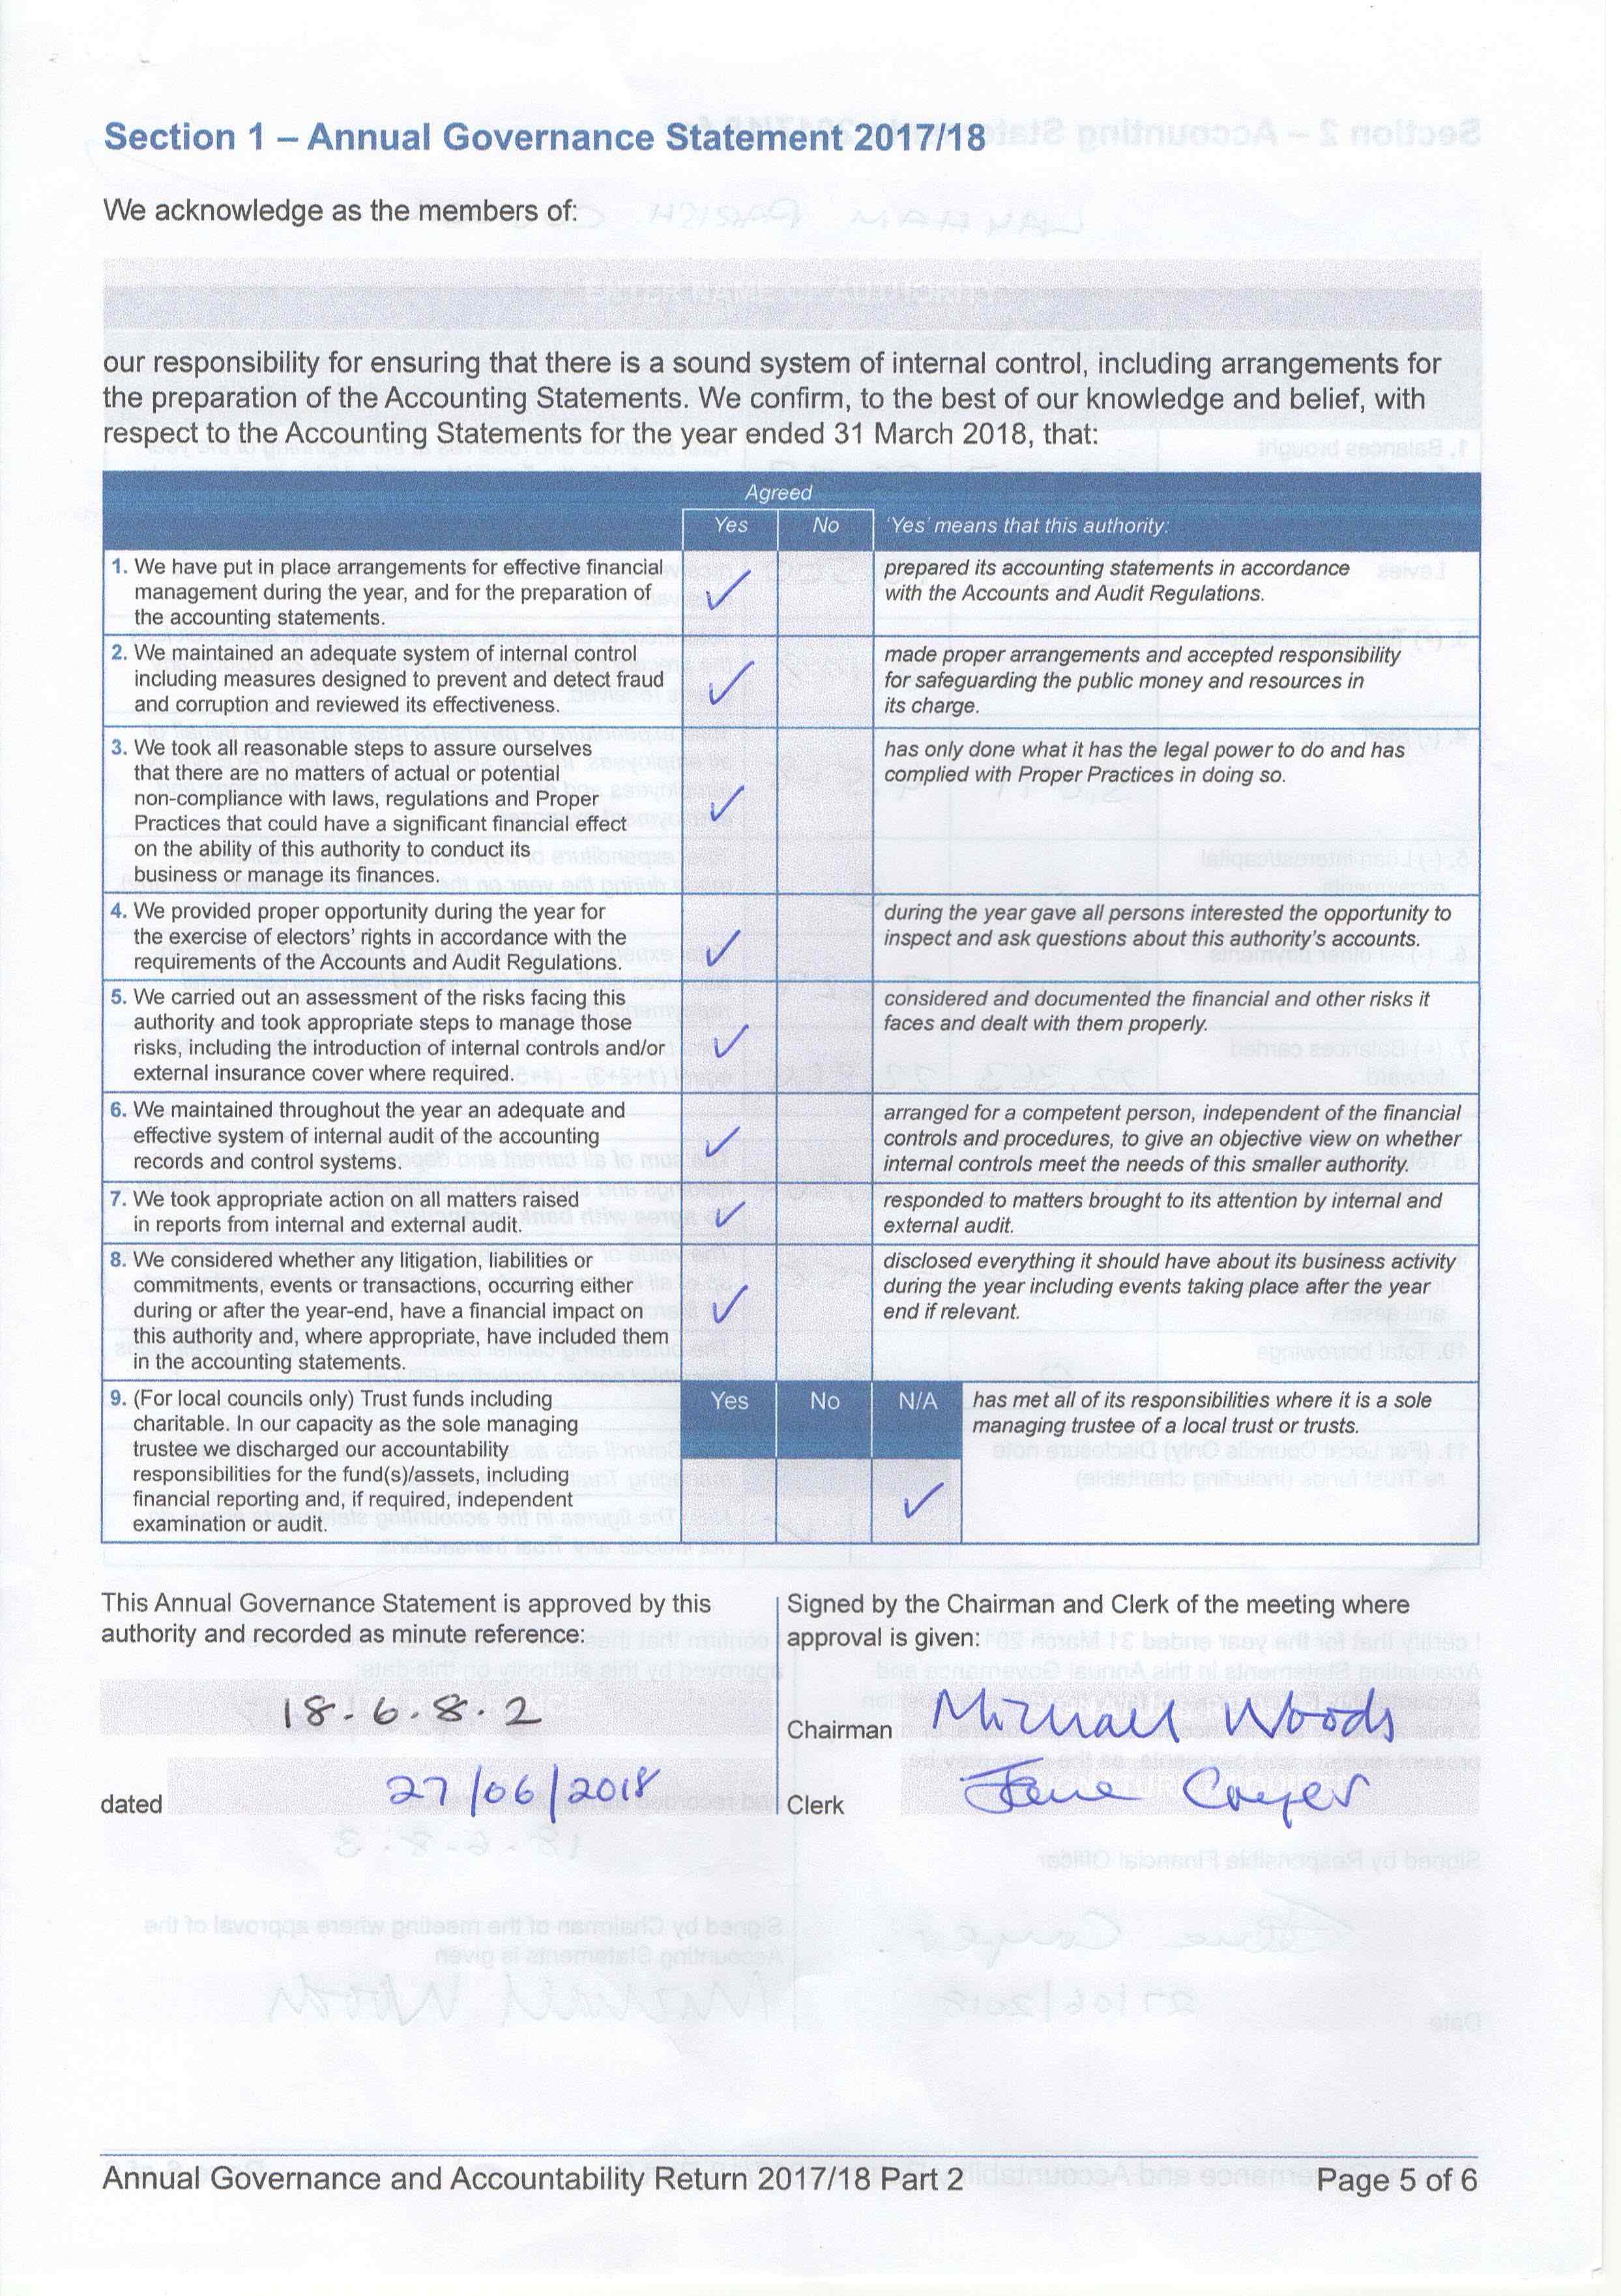 Section 1 – Annual Governance Statement 2017/18
We acknowledge as the members of:
our responsibility for ensuring that there is a sound system of internal control, including arrangements for
the preparation of the Accounting Statements. We confirm, to the best of our knowledge and belief, with
respect to the Accounting Statements for the year ended 31 March 2018, that:
Agreed
Yes No 'Yes' means that this authority:
1. We have put in place arrangements for effective financial
management during the year, and for the preparation of
the accounting statements.
✓
prepared its accounting statements in accordance
with the Accounts and Audit Regulations.
2. We maintained an adequate system of internal control
including measures designed to prevent and detect fraud
and corruption and reviewed its effectiveness.
✓
made proper arrangements and accepted responsibility
for safeguarding the public money and resources in
its charge.
3. We took all reasonable steps to assure ourselves
that there are no matters of actual or potential
non-compliance with laws, regulations and Proper
Practices that could have a significant financial effect
on the ability of this authority to conduct its
business or manage its finances.
✓
has only done what it has the legal power to do and has
complied with Proper Practices in doing so.
4. We provided proper opportunity during the year for
the exercise of electors' rights in accordance with the
requirements of the Accounts and Audit Regulations.
✓
during the year gave all persons interested the opportunity to
inspect and ask questions about this authority's accounts.
5. We carried out an assessment of the risks facing this
authority and took appropriate steps to manage those
risks, including the introduction of internal controls and/or
external insurance cover where required.
✓
considered and documented the financial and other risks it
faces and dealt with them properly.
6. We maintained throughout the year an adequate and
effective system of internal audit of the accounting
records and control systems.
✓
arranged for a competent person, independent of the financial
controls and procedures, to give an objective view on whether
internal controls meet the needs of this smaller authority.
7. We took appropriate action on all matters raised
in reports from internal and external audit.
✓
responded to matters brought to its attention by internal and
external audit.
8. We considered whether any litigation, liabilities or
commitments, events or transactions, occurring either
during or after the year-end, have a financial impact on
this authority and, where appropriate, have included them
in the accounting statements.
✓
disclosed everything it should have about its business activity
during the year including events taking place after the year
end if relevant.
9. (For local councils only) Trust funds including
charitable. In our capacity as the sole managing
trustee we discharged our accountability
responsibilities for the fund(s)/assets, including
financial reporting and, if required, independent
examination or audit.
Yes No N/A
✓
has met all of its responsibilities where it is a sole
managing trustee of a local trust or trusts.
This Annual Governance Statement is approved by this
authority and recorded as minute reference:
18.6.8.2
dated 27/06/2018
Signed by the Chairman and Clerk of the meeting where
approval is given:
Chairman Michael Woods
Clerk Jane
Annual Governance and Accountability Return 2017/18 Part 2 Page 5 of 6